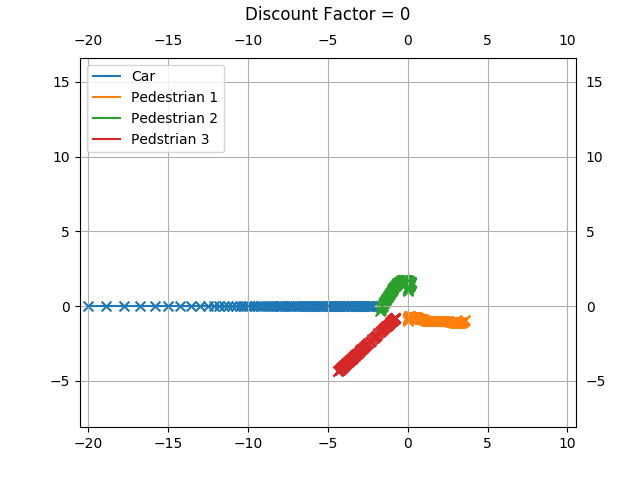 Discount Factor = 0
−20 −15 −10 −5 0 5 10
Car
Pedestrian 1
Pedestrian 2
Pedstrian 3
15 15
10 10
5 5
0 0
−5 −5
−20 −15 −10 −5 0 5 10